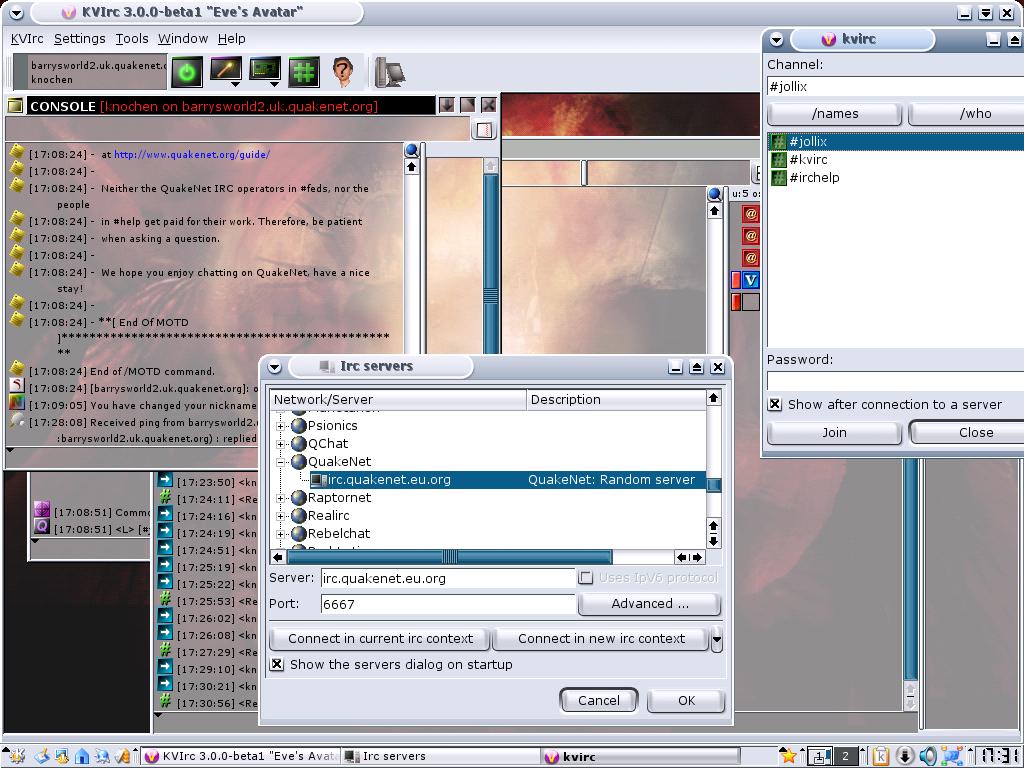 KVIrc 3.0.0-beta1 "Eve's Avatar"
KVIrc Settings Tools Window Help
barrysworld2.uk.quakenet.
knochen
CONSOLE [knochen on barrysworld2.uk.quakenet.org]
[17:08:24] - at http://www.quakenet.org/guide/
[17:08:24] -
[17:08:24] - Neither the QuakeNet IRC operators in #feds, nor the
people
[17:08:24] - in #help get paid for their work. Therefore, be patient
[17:08:24] - when asking a question.
[17:08:24] -
[17:08:24] - We hope you enjoy chatting on QuakeNet, have a nice
stay!
[17:08:24] -
[17:08:24] - **[ End Of MOTD
]**********************************************
**
[17:08:24] End of /MOTD command.
[17:08:24] [barrysworld2.uk.quakenet.org]:
[17:09:05] You have changed your nickname
[17:28:08] Received ping from barrysworld2.
:barrysworld2.uk.quakenet.org) : replied
u:5 o:
kvirc
Channel:
#jollix
/names /who
#jollix
#kvirc
#irchelp
Password:
Show after connection to a server
Join Close
[17:08:51] Comm
[17:08:51] <L> [#
[17:23:50] <kn
[17:24:11] <Re
[17:24:16] <kn
[17:24:19] <kn
[17:24:51] <kn
[17:25:19] <kn
[17:25:22] <kn
[17:25:53] <Re
[17:26:02] <kn
[17:26:08] <kn
[17:27:29] <Re
[17:29:10] <kn
[17:30:21] <kn
[17:30:56] <Re
Irc servers
Network/Server Description
Psionics
QChat
QuakeNet
irc.quakenet.eu.org QuakeNet: Random server
Raptornet
Realirc
Rebelchat
Server: irc.quakenet.eu.org Uses IpV6 protocol
Port: 6667 Advanced ...
Connect in current irc context Connect in new irc context
Show the servers dialog on startup
Cancel OK
KVIrc 3.0.0-beta1 "Eve's Avat Irc servers kvirc 2 17:31